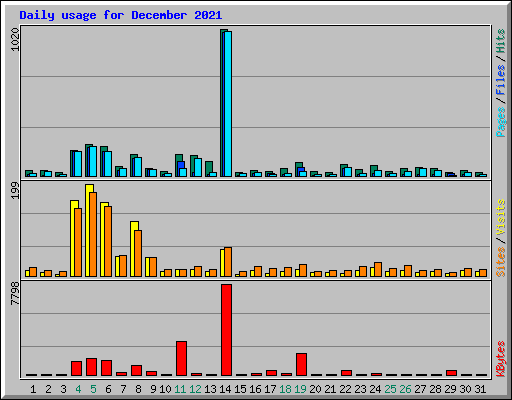 Daily usage for December 2021
1020
Pages / Files / Hits
199
Sites / Visits
7798
KBytes
1 2 3 4 5 6 7 8 9 10 11 12 13 14 15 16 17 18 19 20 21 22 23 24 25 26 27 28 29 30 31